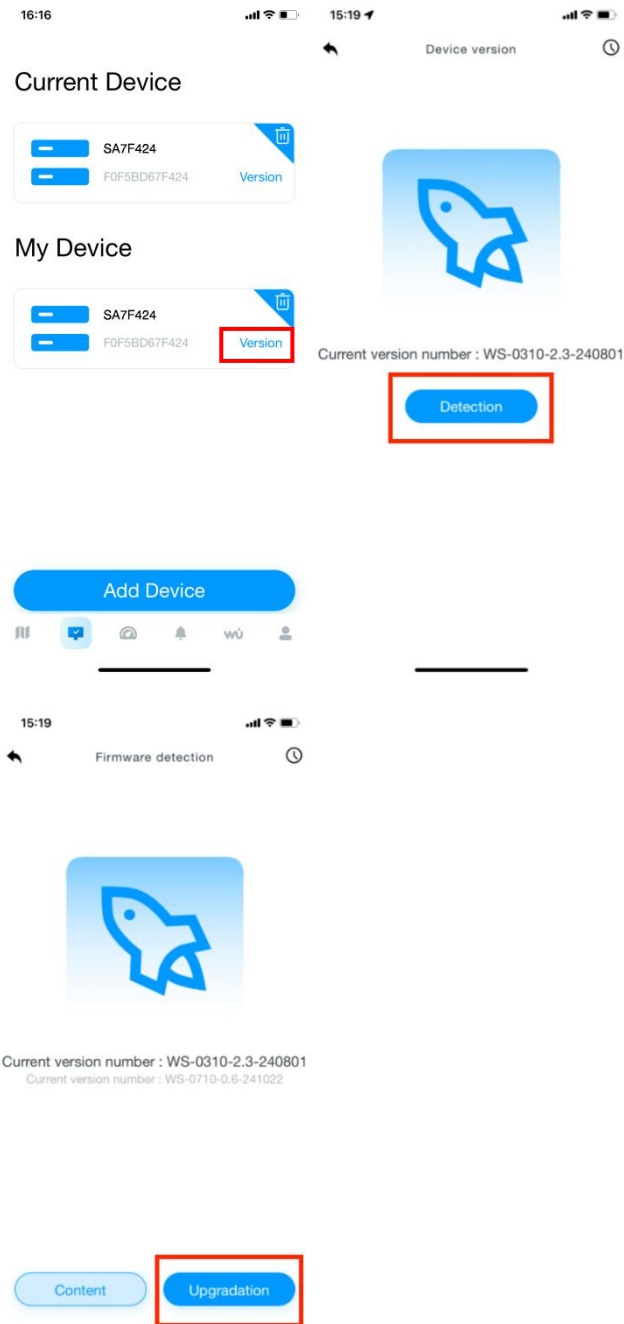 16:16
Current Device
SA7F424
F0F5BD67F424 Version
My Device
SA7F424
F0F5BD67F424 Version
Add Device
wù
15:19
Device version
Current version number : WS-0310-2.3-240801
Detection
15:19
Firmware detection
Current version number : WS-0310-2.3-240801
Current version number : WS-0710-0.6-241022
Content Upgradation